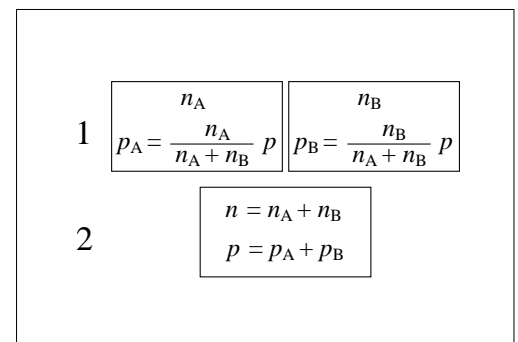 1
n_A
p_A = n_A / (n_A + n_B) p
n_B
p_B = n_B / (n_A + n_B) p
2
n = n_A + n_B
p = p_A + p_B